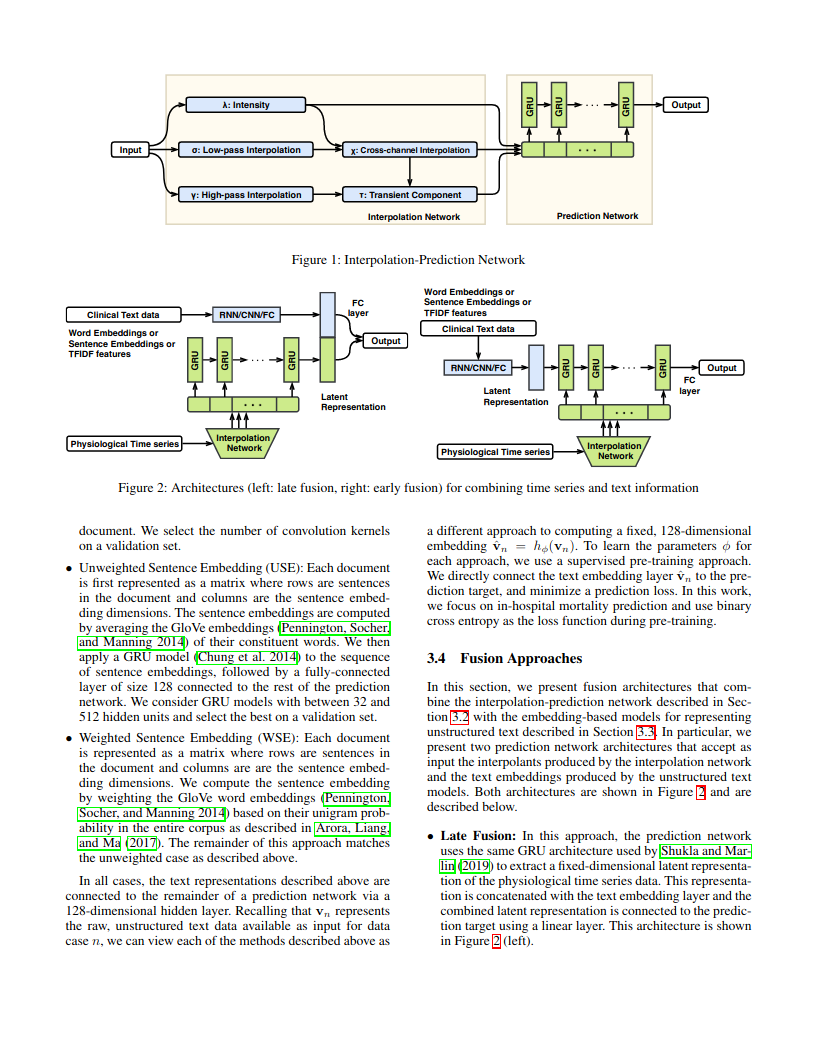 λ: Intensity
Input
σ: Low-pass Interpolation
χ: Cross-channel Interpolation
γ: High-pass Interpolation
τ: Transient Component
Interpolation Network
GRU
GRU
· · ·
GRU
Output
· · ·
Prediction Network
Figure 1: Interpolation-Prediction Network
Clinical Text data
RNN/CNN/FC
FC
layer
Word Embeddings or
Sentence Embeddings or
TFIDF features
GRU
GRU
· · ·
GRU
Output
· · ·
Latent
Representation
Physiological Time series
Interpolation
Network
Word Embeddings or
Sentence Embeddings or
TFIDF features
Clinical Text data
RNN/CNN/FC
Latent
Representation
GRU
GRU
· · ·
GRU
Output
FC
layer
· · ·
Physiological Time series
Interpolation
Network
Figure 2: Architectures (left: late fusion, right: early fusion) for combining time series and text information
document. We select the number of convolution kernels
on a validation set.
• Unweighted Sentence Embedding (USE): Each document
is first represented as a matrix where rows are sentences
in the document and columns are the sentence embed-
ding dimensions. The sentence embeddings are computed
by averaging the GloVe embeddings (Pennington, Socher,
and Manning 2014) of their constituent words. We then
apply a GRU model (Chung et al. 2014) to the sequence
of sentence embeddings, followed by a fully-connected
layer of size 128 connected to the rest of the prediction
network. We consider GRU models with between 32 and
512 hidden units and select the best on a validation set.
• Weighted Sentence Embedding (WSE): Each document
is represented as a matrix where rows are sentences in
the document and columns are are the sentence embed-
ding dimensions. We compute the sentence embedding
by weighting the GloVe word embeddings (Pennington,
Socher, and Manning 2014) based on their unigram prob-
ability in the entire corpus as described in Arora, Liang,
and Ma (2017). The remainder of this approach matches
the unweighted case as described above.
In all cases, the text representations described above are
connected to the remainder of a prediction network via a
128-dimensional hidden layer. Recalling that vₙ represents
the raw, unstructured text data available as input for data
case n, we can view each of the methods described above as
a different approach to computing a fixed, 128-dimensional
embedding v̂ₙ = hᵩ(vₙ). To learn the parameters ϕ for
each approach, we use a supervised pre-training approach.
We directly connect the text embedding layer v̂ₙ to the pre-
diction target, and minimize a prediction loss. In this work,
we focus on in-hospital mortality prediction and use binary
cross entropy as the loss function during pre-training.
3.4 Fusion Approaches
In this section, we present fusion architectures that com-
bine the interpolation-prediction network described in Sec-
tion 3.2 with the embedding-based models for representing
unstructured text described in Section 3.3. In particular, we
present two prediction network architectures that accept as
input the interpolants produced by the interpolation network
and the text embeddings produced by the unstructured text
models. Both architectures are shown in Figure 2 and are
described below.
• Late Fusion: In this approach, the prediction network
uses the same GRU architecture used by Shukla and Mar-
lin (2019) to extract a fixed-dimensional latent representa-
tion of the physiological time series data. This representa-
tion is concatenated with the text embedding layer and the
combined latent representation is connected to the predic-
tion target using a linear layer. This architecture is shown
in Figure 2 (left).